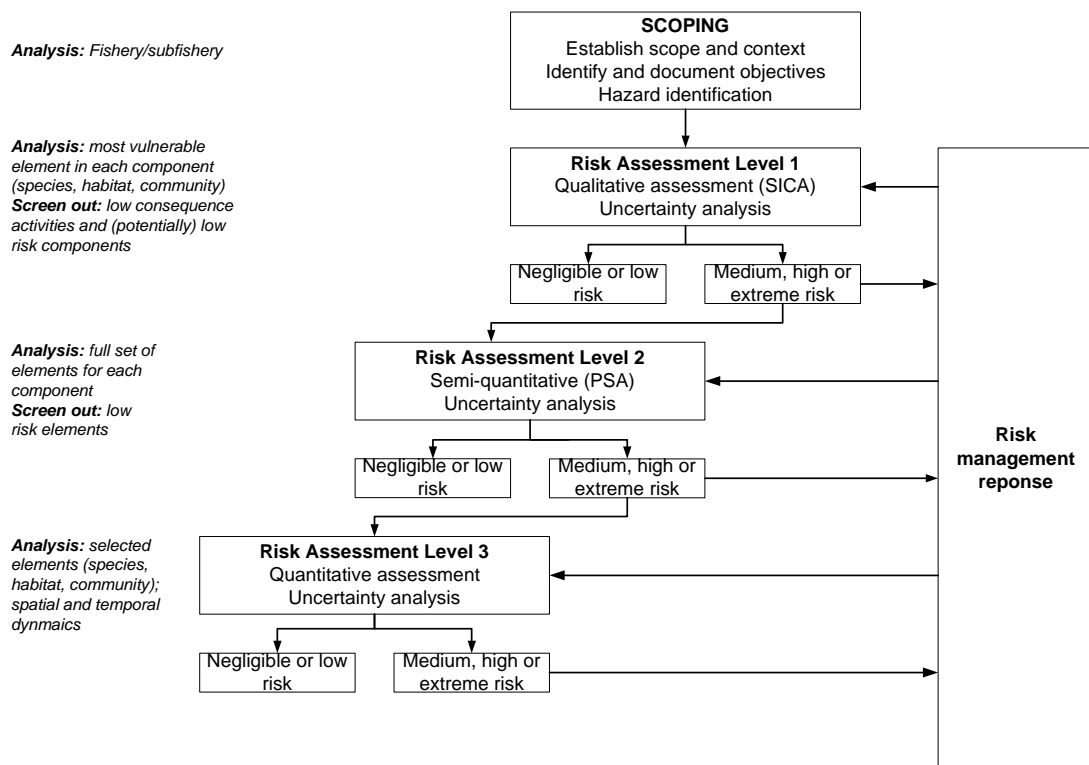 SCOPING
Establish scope and context
Identify and document objectives
Hazard identification
Analysis: Fishery/subfishery
Analysis: most vulnerable
element in each component
(species, habitat, community)
Screen out: low consequence
activities and (potentially) low
risk components
Risk Assessment Level 1
Qualitative assessment (SICA)
Uncertainty analysis
Negligible or low
risk
Medium, high or
extreme risk
Analysis: full set of
elements for each
component
Screen out: low
risk elements
Risk Assessment Level 2
Semi-quantitative (PSA)
Uncertainty analysis
Negligible or low
risk
Medium, high or
extreme risk
Risk
management
reponse
Analysis: selected
elements (species,
habitat, community);
spatial and temporal
dynmaics
Risk Assessment Level 3
Quantitative assessment
Uncertainty analysis
Negligible or low
risk
Medium, high or
extreme risk